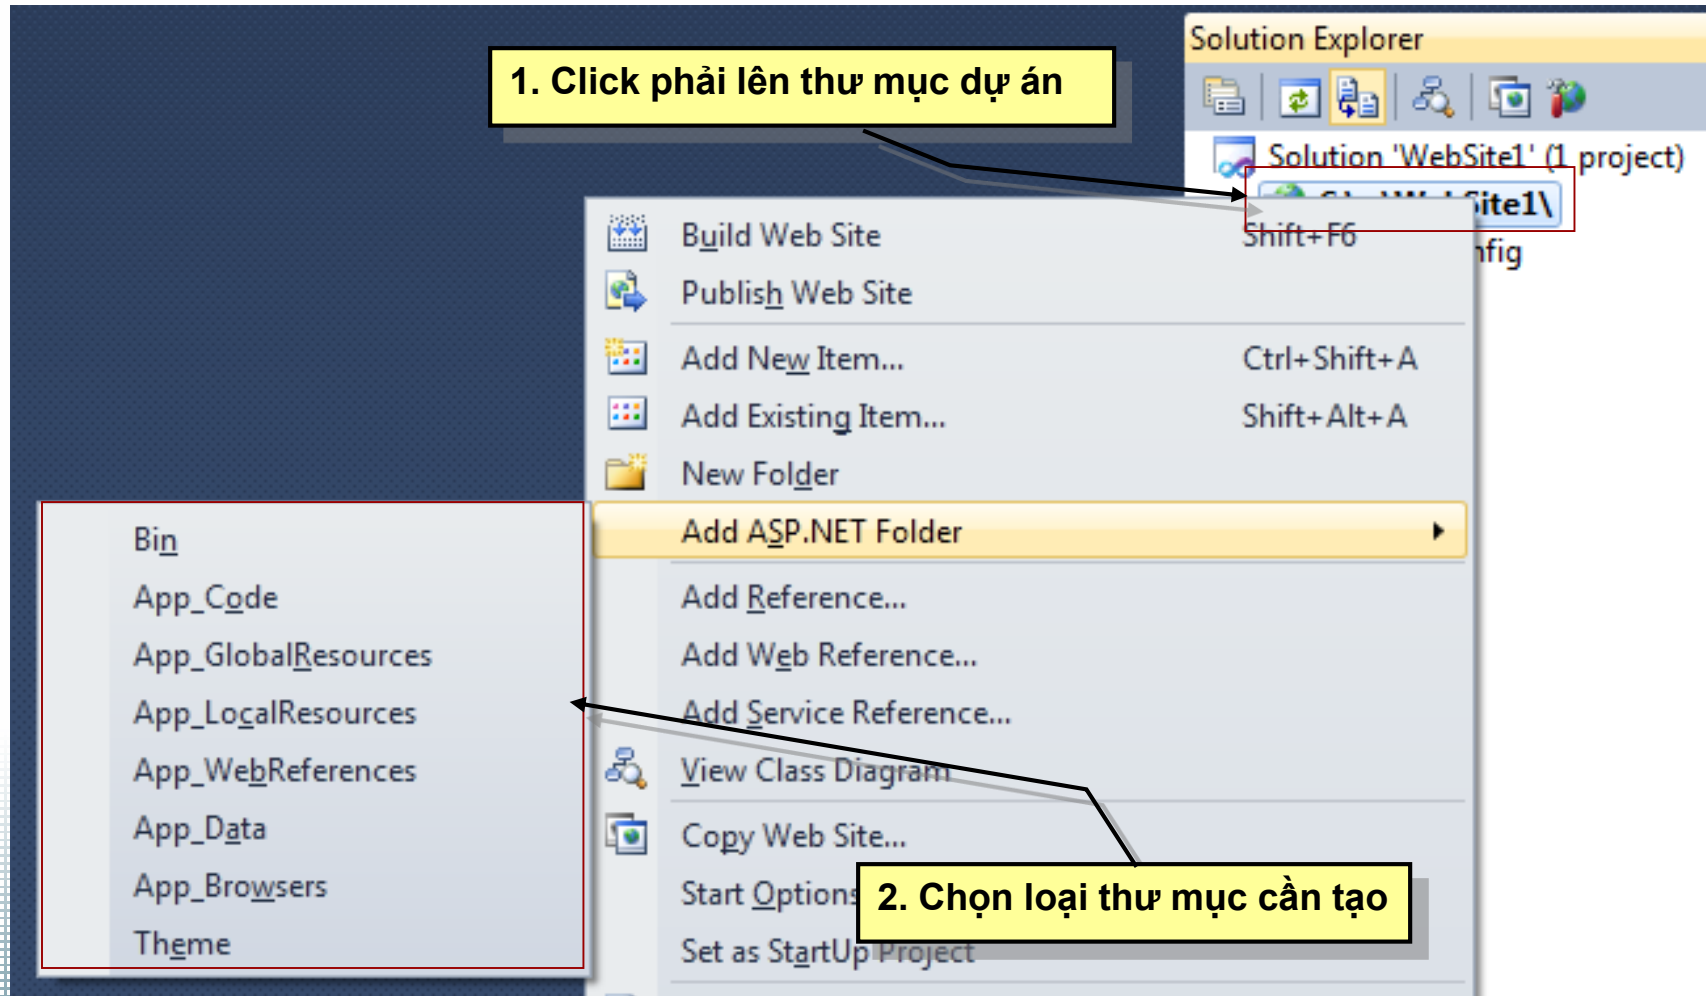 Solution Explorer
1. Click phải lên thư mục dự án
Solution 'WebSite1' (1 project)
Build Web Site Shift+F6
Publish Web Site
Add New Item... Ctrl+Shift+A
Add Existing Item... Shift+Alt+A
New Folder
Add ASP.NET Folder
Add Reference...
Add Web Reference...
Add Service Reference...
View Class Diagram
Copy Web Site...
Start Options
Set as StartUp Project
Bin
App_Code
App_GlobalResources
App_LocalResources
App_WebReferences
App_Data
App_Browsers
Theme
2. Chọn loại thư mục cần tạo